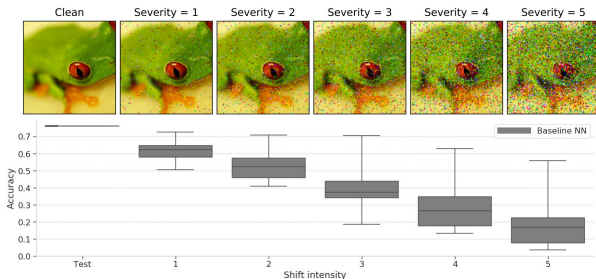 Clean Severity = 1 Severity = 2 Severity = 3 Severity = 4 Severity = 5
Baseline NN
Accuracy
0.7
0.6
0.5
0.4
0.3
0.2
0.1
0.0
Test 1 2 3 4 5
Shift intensity